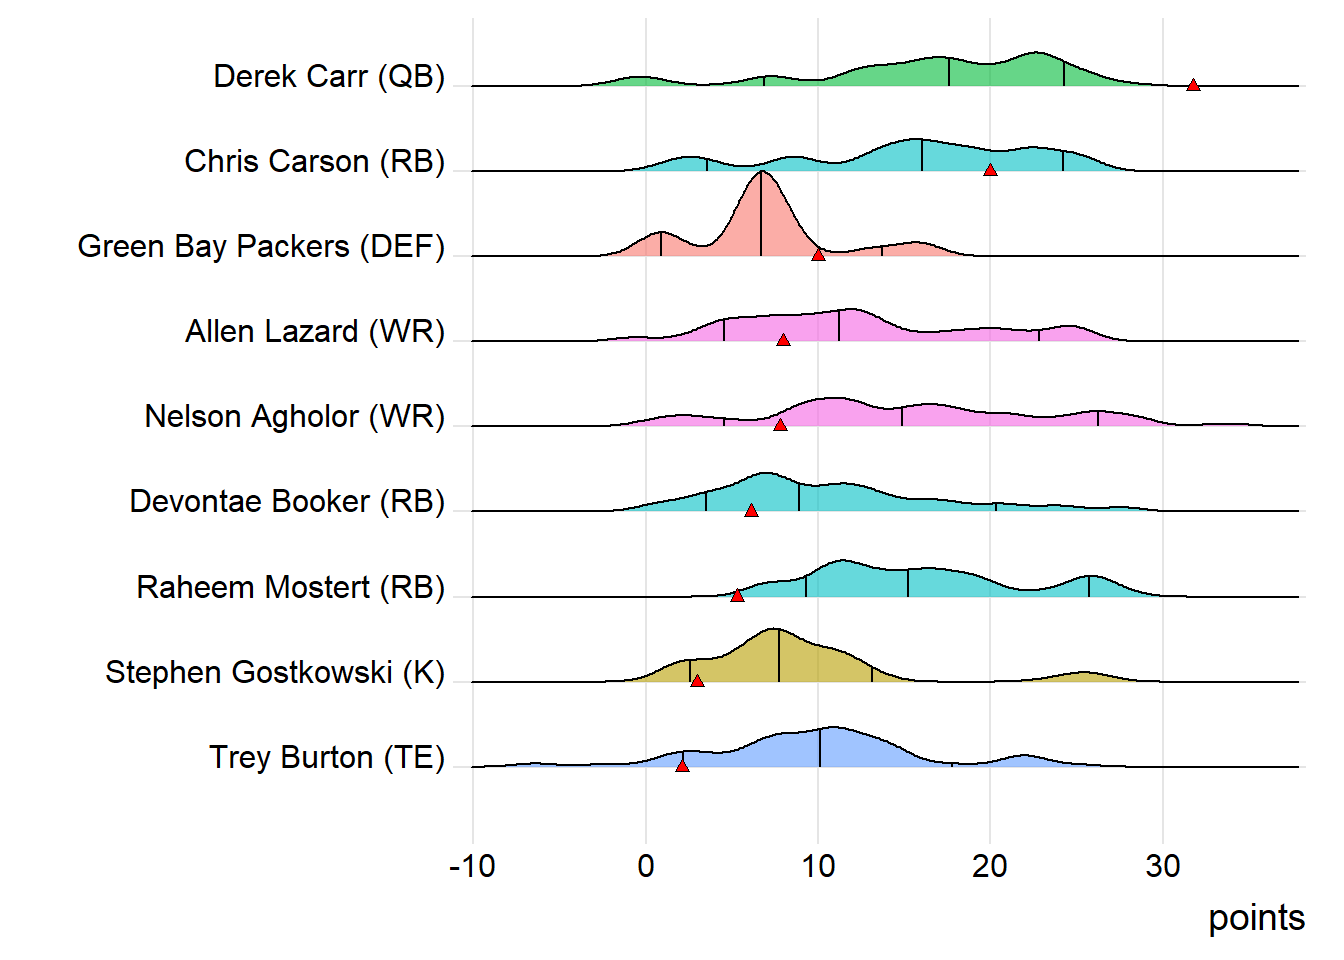 Derek Carr (QB)
Chris Carson (RB)
Green Bay Packers (DEF)
Allen Lazard (WR)
Nelson Agholor (WR)
Devontae Booker (RB)
Raheem Mostert (RB)
Stephen Gostkowski (K)
Trey Burton (TE)
-10 0 10 20 30
points